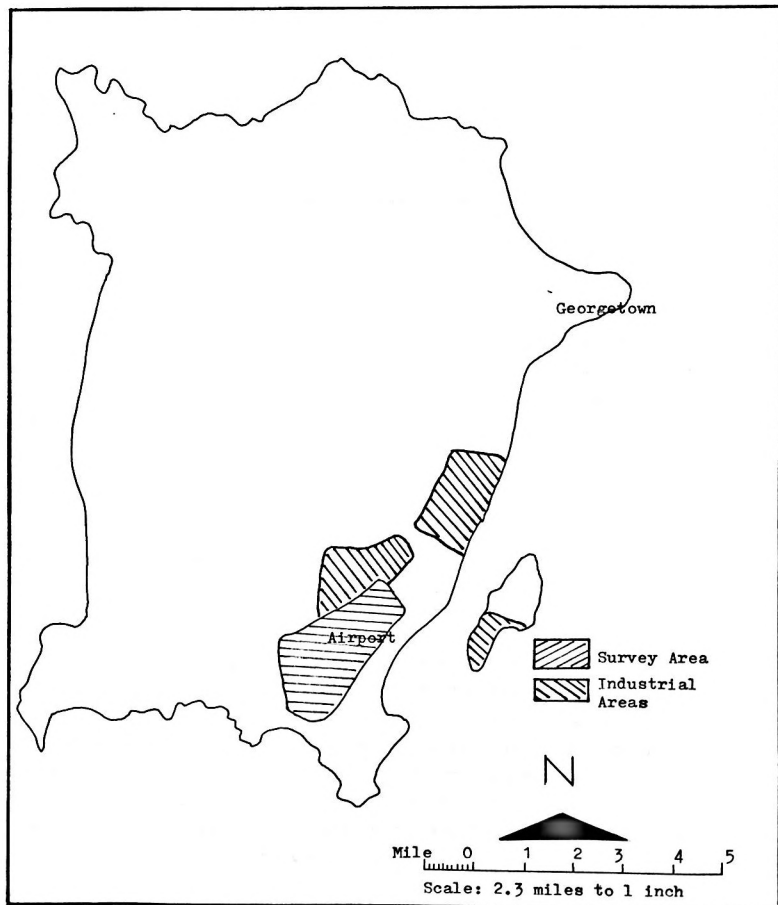 Georgetown
Airport
Survey Area
Industrial
Areas
N
Mile 0 1 2 3 4 5
Scale: 2.3 miles to 1 inch